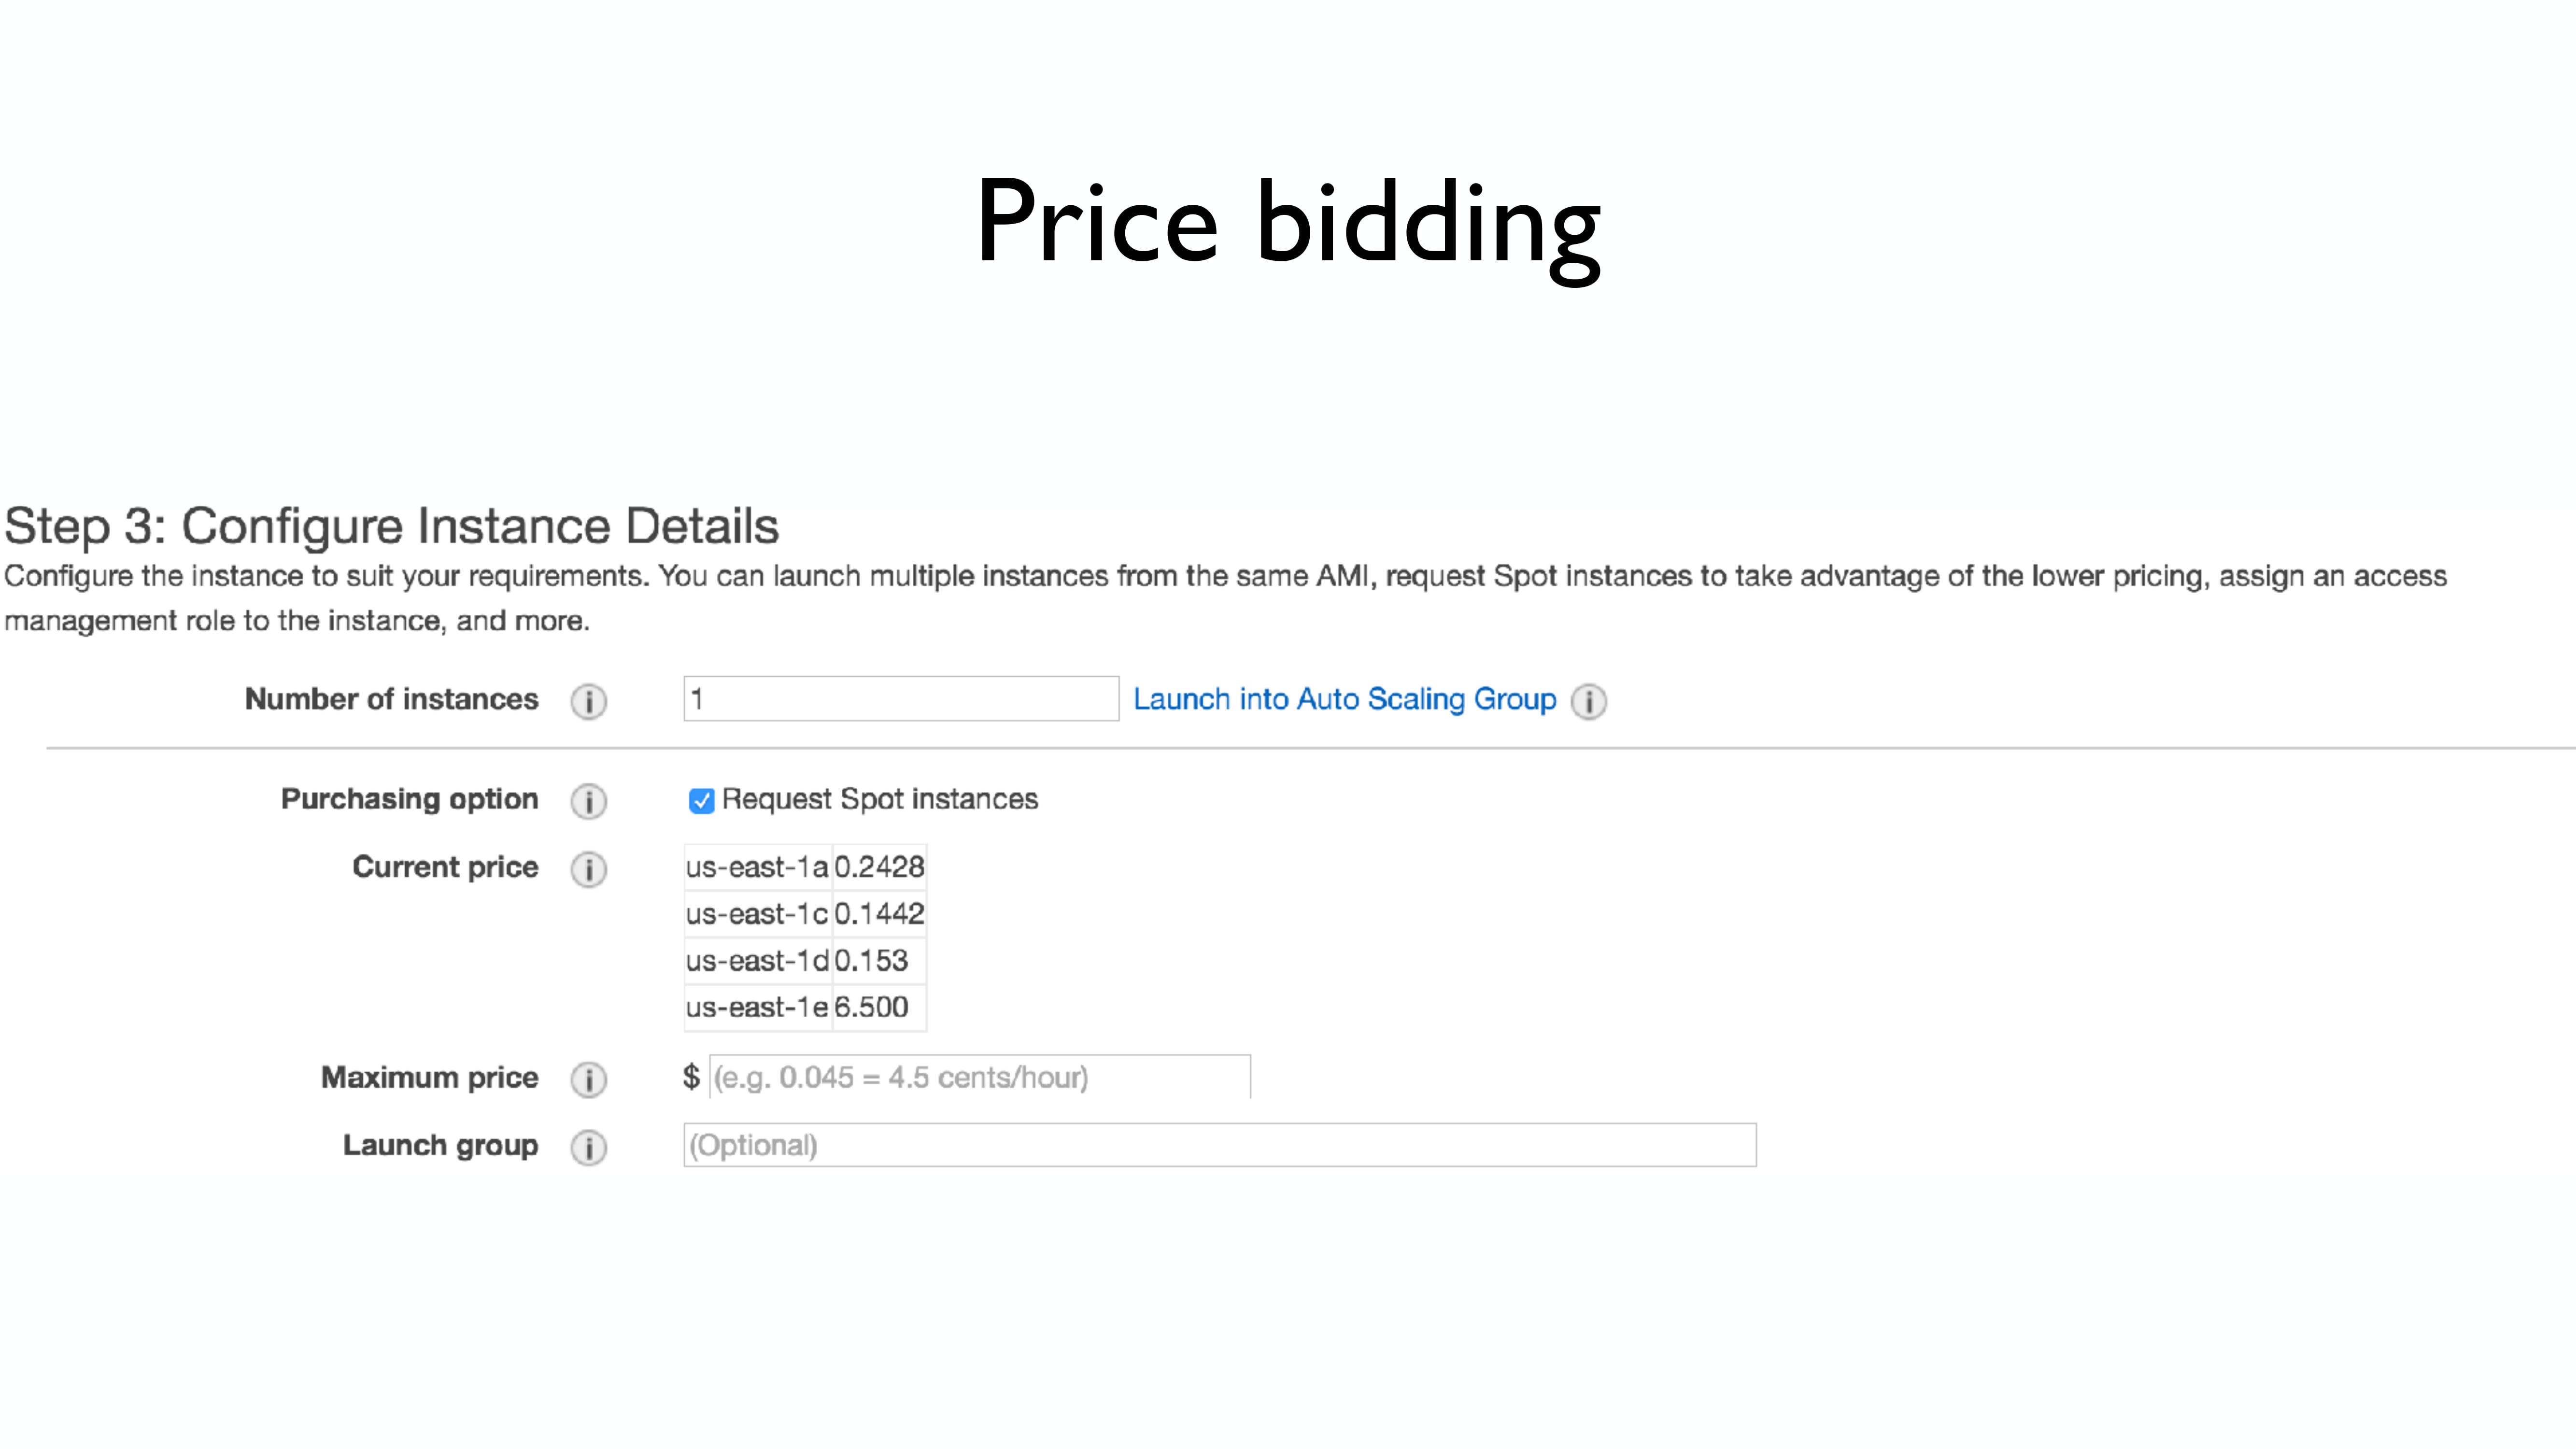 Price bidding
Step 3: Configure Instance Details
Configure the instance to suit your requirements. You can launch multiple instances from the same AMI, request Spot instances to take advantage of the lower pricing, assign an access
management role to the instance, and more.
Number of instances 1 Launch into Auto Scaling Group
Purchasing option Request Spot instances
Current price us-east-1a 0.2428
us-east-1c 0.1442
us-east-1d 0.153
us-east-1e 6.500
Maximum price $ (e.g. 0.045 = 4.5 cents/hour)
Launch group (Optional)